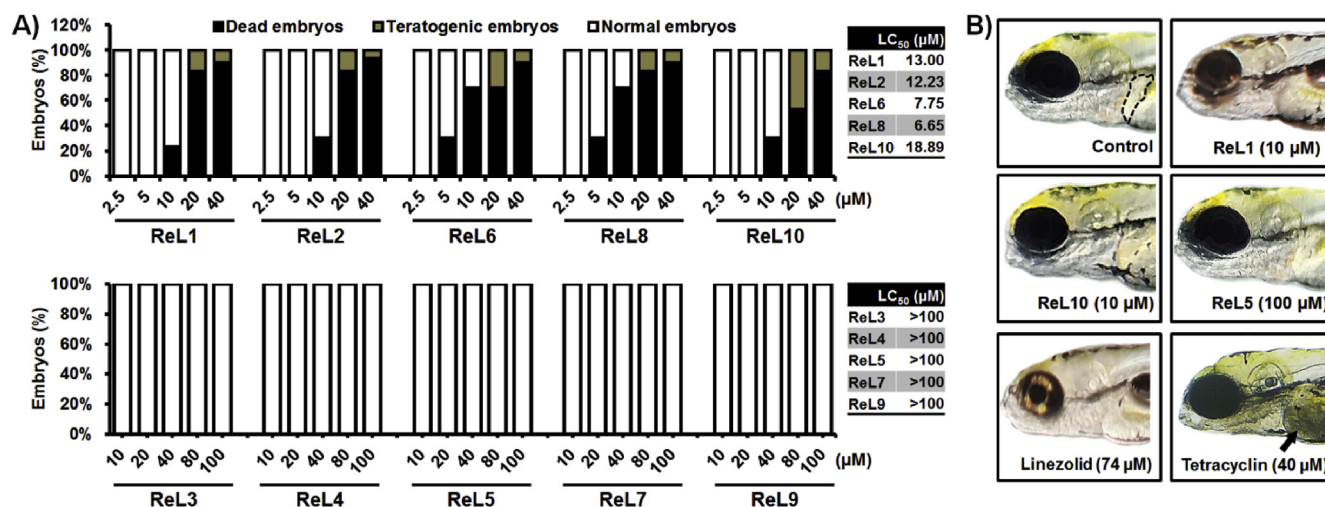 A)
120%
100%
80%
60%
40%
20%
0%
Embryos (%)
Dead embryos Teratogenic embryos Normal embryos
2.5 5 10 20 40 2.5 5 10 20 40 2.5 5 10 20 40 2.5 5 10 20 40 2.5 5 10 20 40 (µM)
ReL1 ReL2 ReL6 ReL8 ReL10
LC50 (µM)
ReL1 13.00
ReL2 12.23
ReL6 7.75
ReL8 6.65
ReL10 18.89
100%
80%
60%
40%
20%
0%
Embryos (%)
10 20 40 80 100 10 20 40 80 100 10 20 40 80 100 10 20 40 80 100 10 20 40 80 100 (µM)
ReL3 ReL4 ReL5 ReL7 ReL9
LC50 (µM)
ReL3 >100
ReL4 >100
ReL5 >100
ReL7 >100
ReL9 >100
B)
Control
ReL1 (10 µM)
ReL10 (10 µM)
ReL5 (100 µM)
Linezolid (74 µM)
Tetracyclin (40 µM)